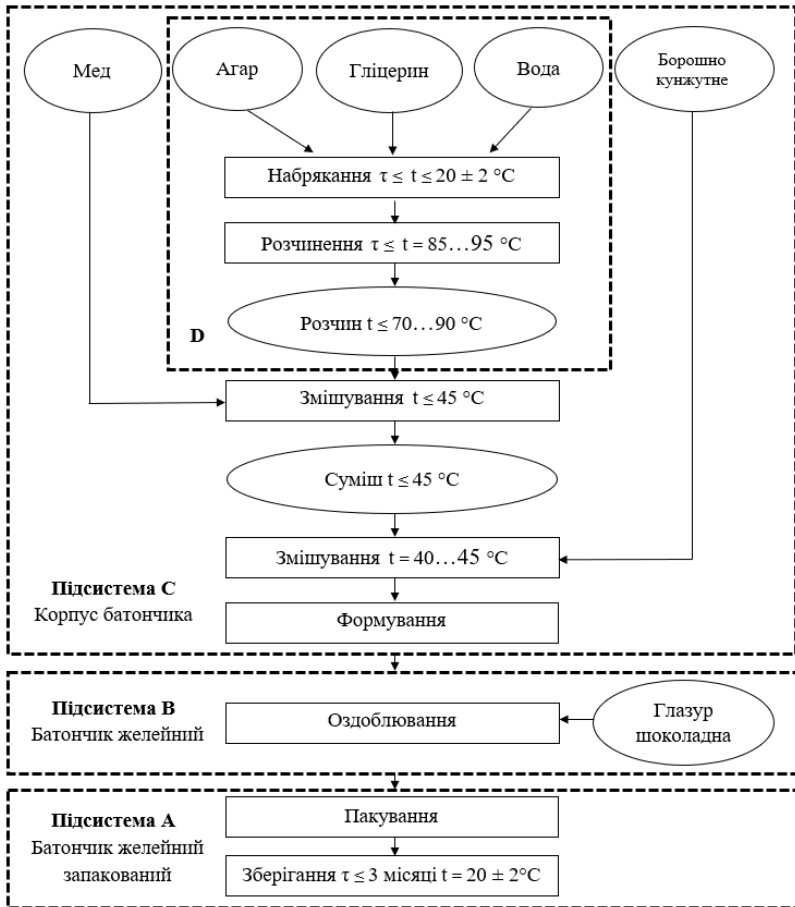 Мед
Агар
Гліцерин
Вода
Борошно
кунжутне
Набрякання τ ≤ t ≤ 20 ± 2 °C
Розчинення τ ≤ t = 85…95 °C
Розчин t ≤ 70…90 °C
D
Змішування t ≤ 45 °C
Суміш t ≤ 45 °C
Змішування t = 40…45 °C
Підсистема С
Корпус батончика
Формування
Підсистема В
Батончик желейний
Оздоблювання
Глазур
шоколадна
Підсистема А
Батончик желейний
запакований
Пакування
Зберігання τ ≤ 3 місяці t = 20 ± 2°C